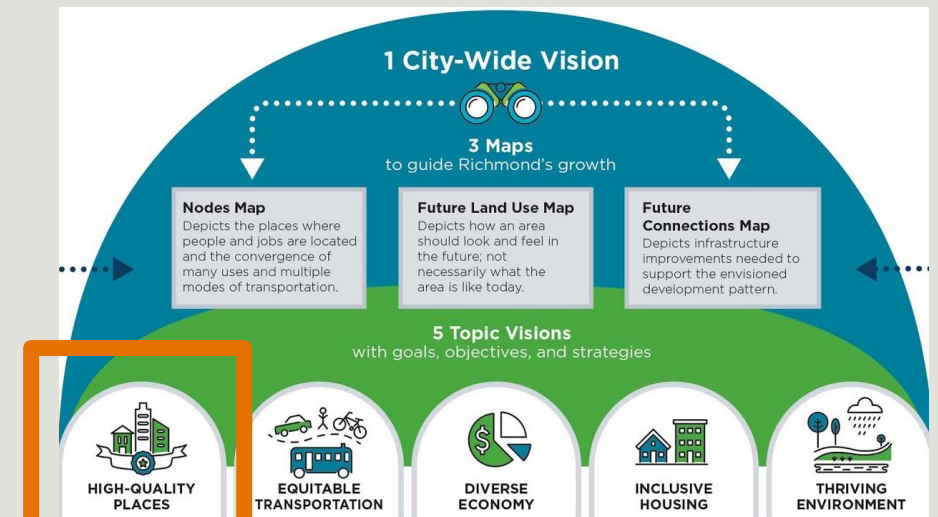 1 City-Wide Vision
3 Maps
to guide Richmond's growth
Nodes Map
Depicts the places where
people and jobs are located
and the convergence of
many uses and multiple
modes of transportation.
Future Land Use Map
Depicts how an area
should look and feel in
the future; not
necessarily what the
area is like today.
Future
Connections Map
Depicts infrastructure
improvements needed to
support the envisioned
development pattern.
5 Topic Visions
with goals, objectives, and strategies
HIGH-QUALITY
PLACES
EQUITABLE
TRANSPORTATION
$
DIVERSE
ECONOMY
INCLUSIVE
HOUSING
THRIVING
ENVIRONMENT